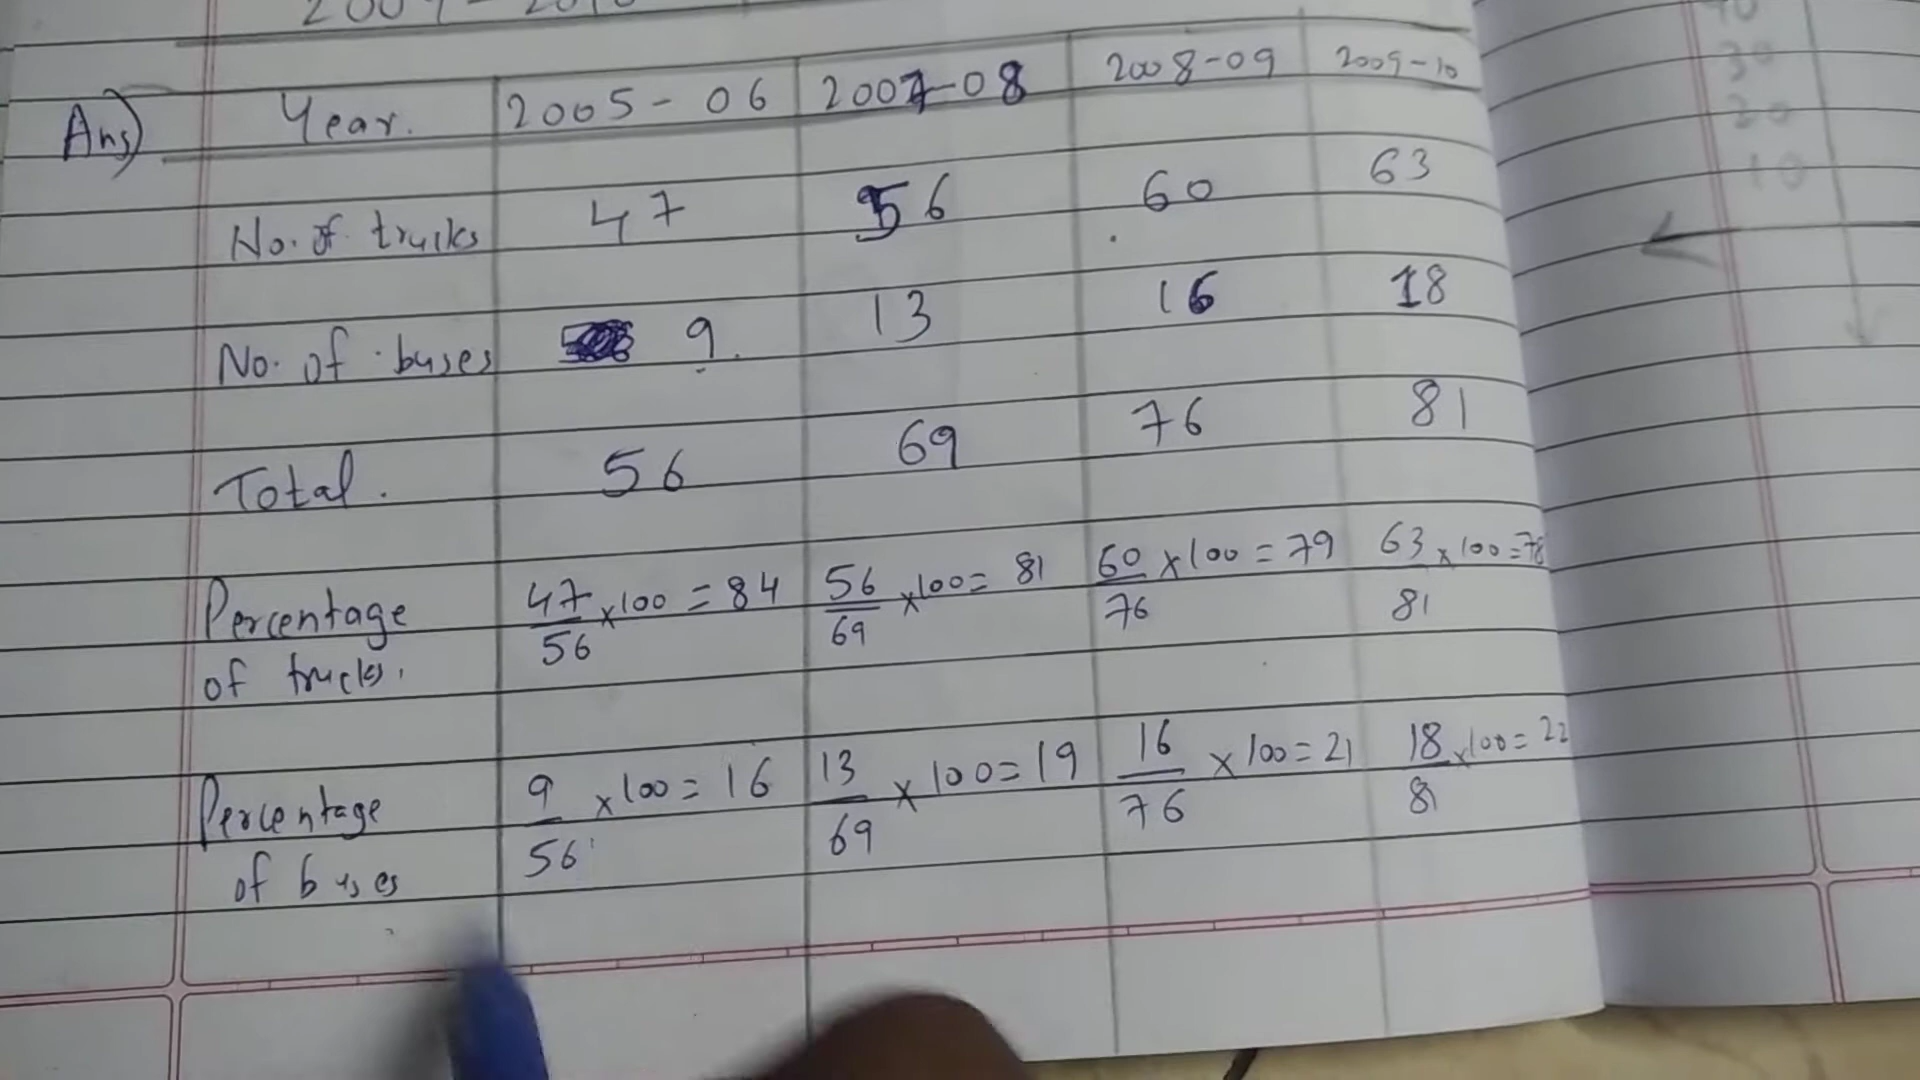 Ans) Year. 2005-06 2007-08 2008-09 2009-10
No. of trucks 47 56 60 63
No. of buses 9. 13 16 18
Total. 56 69 76 81
Percentage of trucks. 47/56 x100 = 84 56/69 x100= 81 60/76 x100 = 79 63/81 x100=78
Percentage of buses 9/56 x100= 16 13/69 x100=19 16/76 x100=21 18/81 x100=22